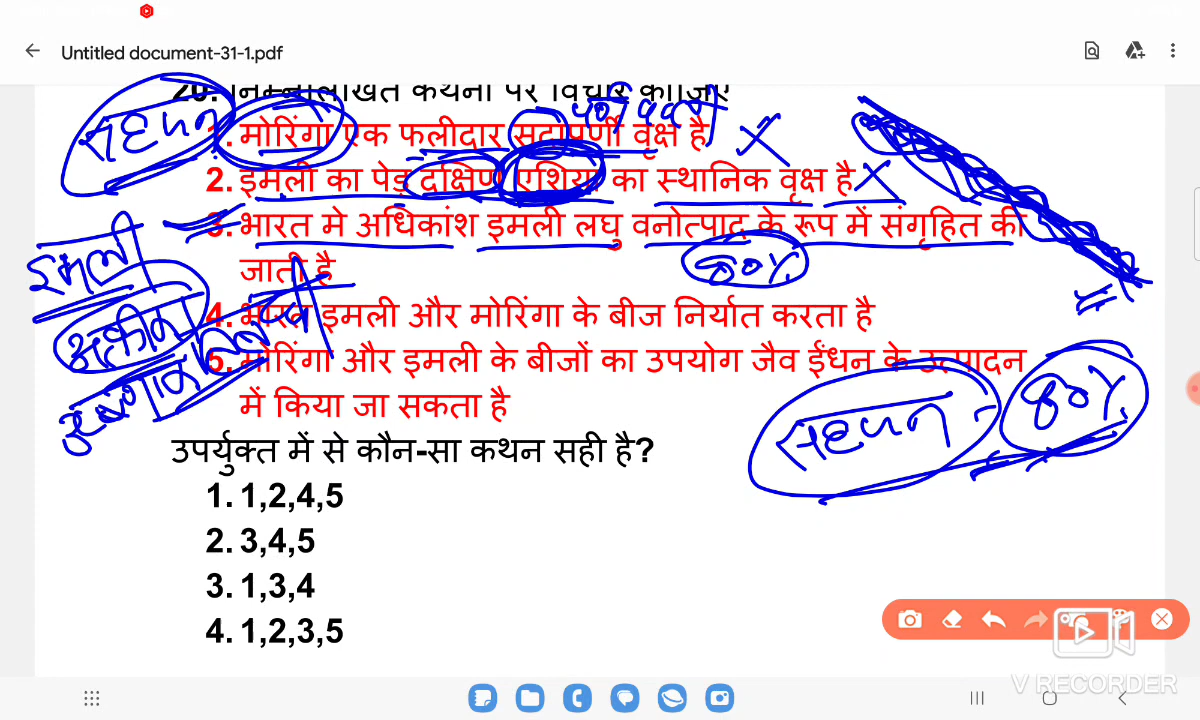 Untitled document-31-1.pdf
20. निम्नलिखित कथनों पर विचार कीजिए
पर्णपाती
1. मोरिंगा एक फलीदार सदापर्णी वृक्ष है
सहजन
2. इमली का पेड़ दक्षिण एशिया का स्थानिक वृक्ष है
3. भारत मे अधिकांश इमली लघु वनोत्पाद के रूप में संगृहित की
जाती है
इमली
80%
4. भारत इमली और मोरिंगा के बीज निर्यात करता है
अफ्रीका
5. मोरिंगा और इमली के बीजों का उपयोग जैव ईंधन के उत्पादन
में किया जा सकता है
80%
उपर्युक्त में से कौन-सा कथन सही है?
1. 1,2,4,5
2. 3,4,5
3. 1,3,4
4. 1,2,3,5
V RECORDER